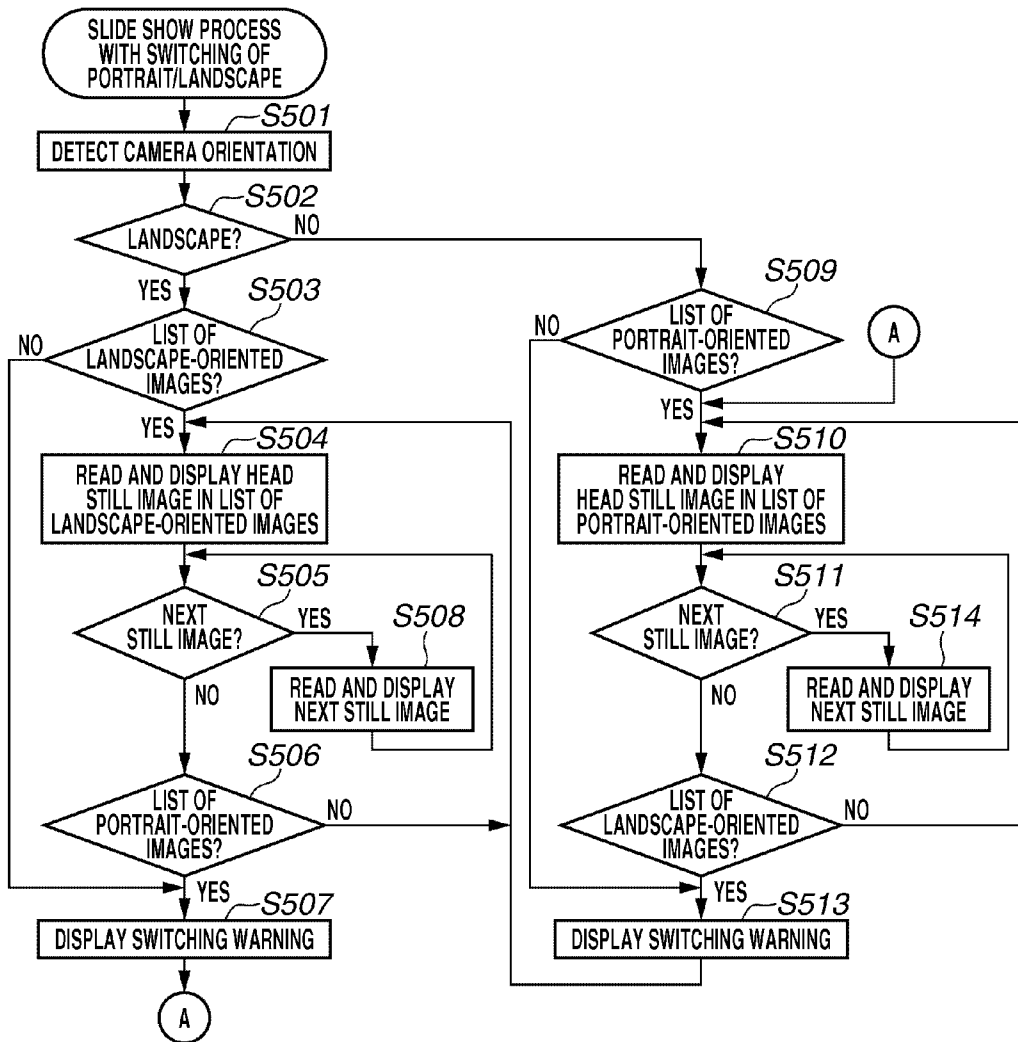 SLIDE SHOW PROCESS
WITH SWITCHING OF
PORTRAIT/LANDSCAPE
S501
DETECT CAMERA ORIENTATION
S502
LANDSCAPE?
NO
YES
S503
LIST OF
LANDSCAPE-ORIENTED
IMAGES?
NO
YES
S504
READ AND DISPLAY HEAD
STILL IMAGE IN LIST OF
LANDSCAPE-ORIENTED IMAGES
S505
NEXT
STILL IMAGE?
YES
S508
READ AND DISPLAY
NEXT STILL IMAGE
NO
S506
LIST OF
PORTRAIT-ORIENTED
IMAGES?
NO
YES
S507
DISPLAY SWITCHING WARNING
A
S509
LIST OF
PORTRAIT-ORIENTED
IMAGES?
NO
A
YES
S510
READ AND DISPLAY
HEAD STILL IMAGE IN LIST OF
PORTRAIT-ORIENTED IMAGES
S511
NEXT
STILL IMAGE?
YES
S514
READ AND DISPLAY
NEXT STILL IMAGE
NO
S512
LIST OF
LANDSCAPE-ORIENTED
IMAGES?
NO
YES
S513
DISPLAY SWITCHING WARNING